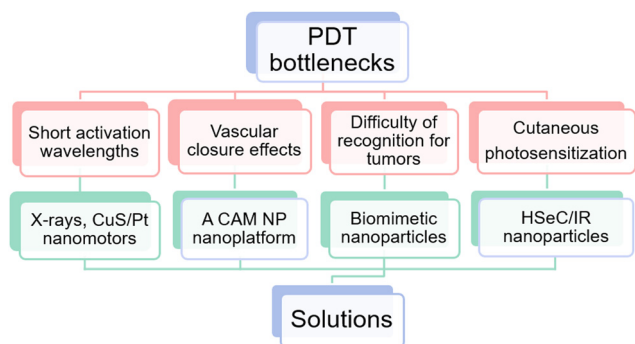 PDT
bottlenecks
Short activation
wavelengths
Vascular
closure effects
Difficulty of
recognition for
tumors
Cutaneous
photosensitization
X-rays, CuS/Pt
nanomotors
A CAM NP
nanoplatform
Biomimetic
nanoparticles
HSeC/IR
nanoparticles
Solutions